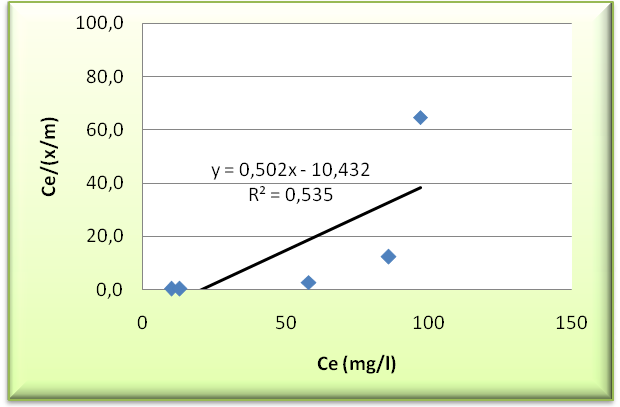 100,0
80,0
60,0
40,0
20,0
0,0
Ce/(x/m)
y = 0,502x - 10,432
R² = 0,535
0 50 100 150
Ce (mg/l)